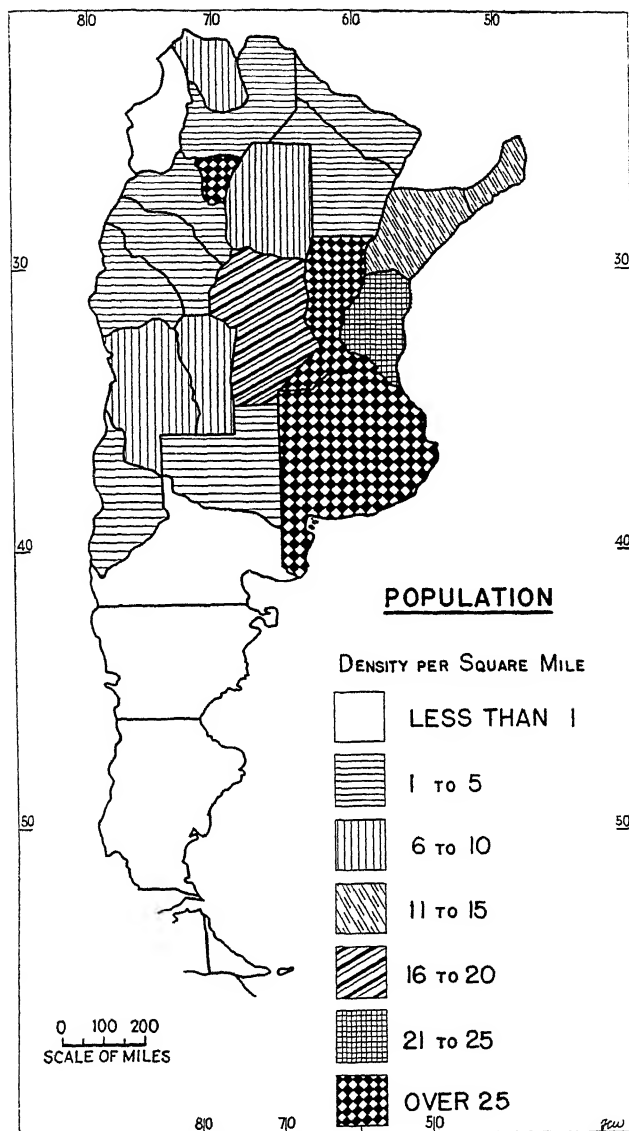 80 70 60 50
30 30
40 40
POPULATION
DENSITY PER SQUARE MILE
LESS THAN 1
1 TO 5
6 TO 10
11 TO 15
50 50
16 TO 20
21 TO 25
OVER 25
0 100 200
SCALE OF MILES
80 70 50